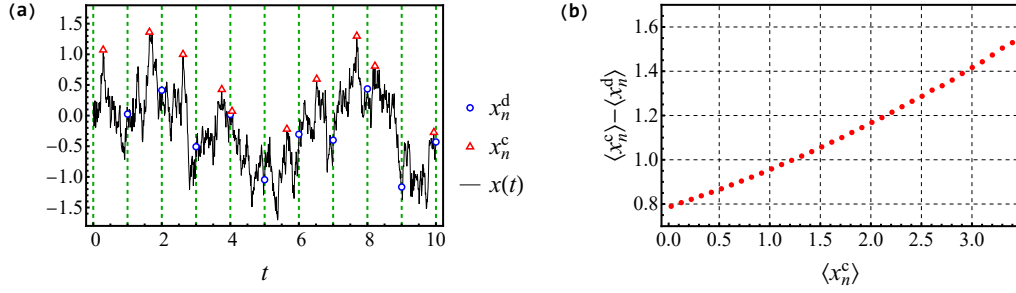 (a)
1.5
1.0
0.5
0.0
−0.5
−1.0
−1.5
0 2 4 6 8 10
t
x_n^d
x_n^c
x(t)
(b)
1.6
1.4
1.2
1.0
0.8
0.0 0.5 1.0 1.5 2.0 2.5 3.0
⟨x_n^c⟩−⟨x_n^d⟩
⟨x_n^c⟩